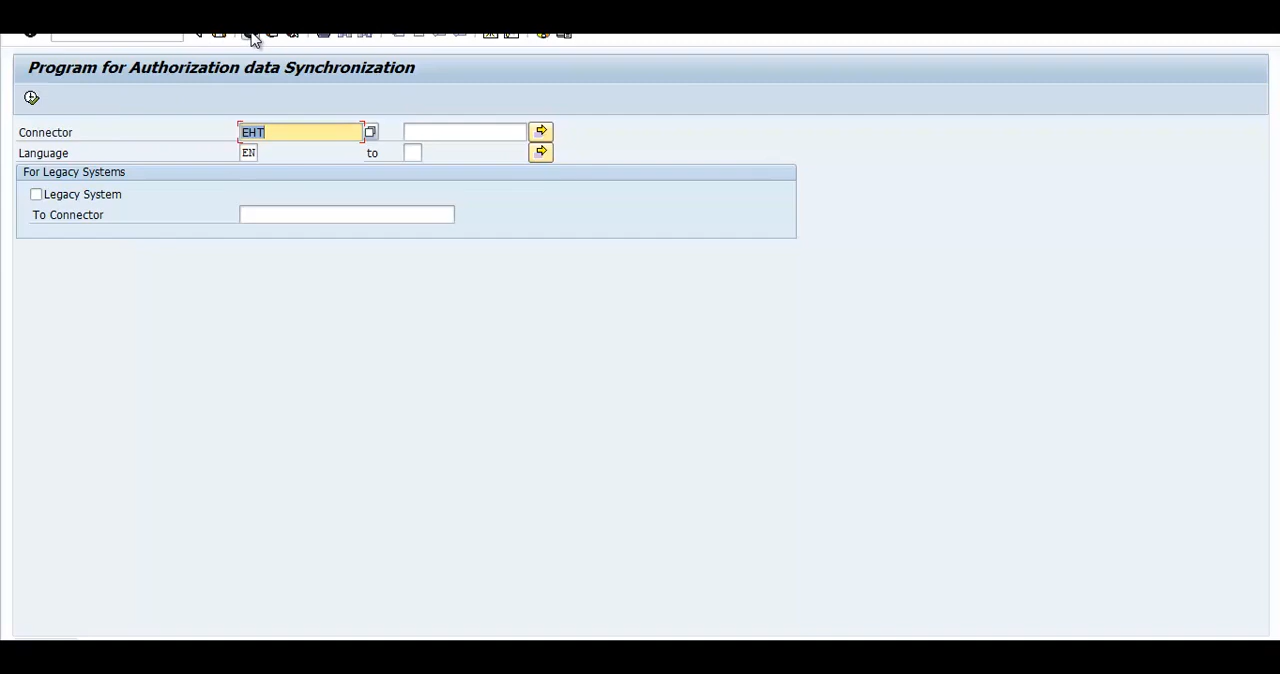 Program for Authorization data Synchronization
Connector EHT
Language EN to
For Legacy Systems
Legacy System
To Connector